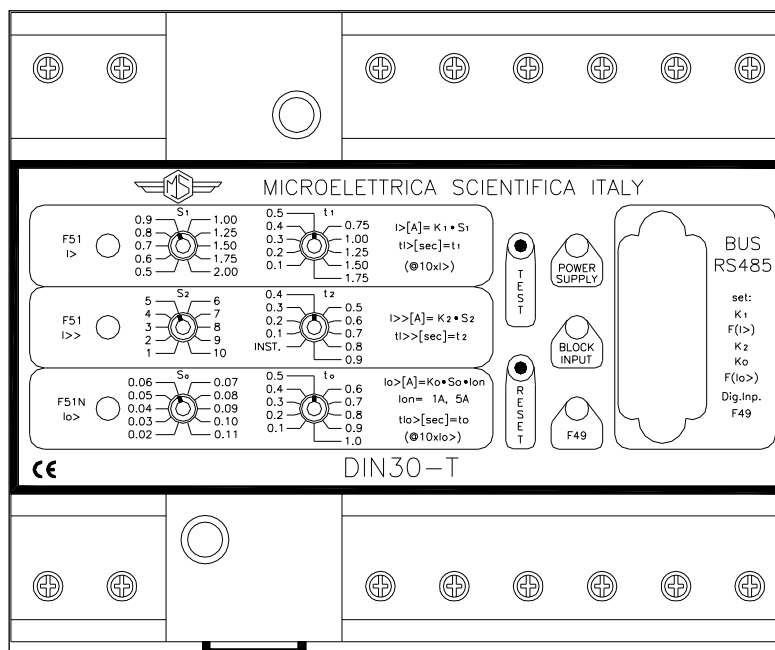 MS
MICROELETTRICA SCIENTIFICA ITALY
F51
I>
S1
0.9 1.00
0.8 1.25
0.7 1.50
0.6 1.75
0.5 2.00
t1
0.5
0.4 0.75
0.3 1.00
0.2 1.25
0.1 1.50
1.75
I>[A]= K1•S1
tI>[sec]=t1
(@10xI>)
F51
I>>
S2
5 6
4 7
3 8
2 9
1 10
t2
0.4
0.3 0.5
0.2 0.6
0.1 0.7
INST. 0.8
0.9
I>>[A]= K2•S2
tI>>[sec]=t2
F51N
Io>
So
0.06 0.07
0.05 0.08
0.04 0.09
0.03 0.10
0.02 0.11
to
0.5
0.4 0.6
0.3 0.7
0.2 0.8
0.1 0.9
1.0
Io>[A]=Ko•So•Ion
Ion= 1A, 5A
tIo>[sec]=to
(@10xIo>)
TEST
RESET
POWER
SUPPLY
BLOCK
INPUT
F49
BUS
RS485
set:
K1
F(I>)
K2
Ko
F(Io>)
Dig.Inp.
F49
CE
DIN30-T